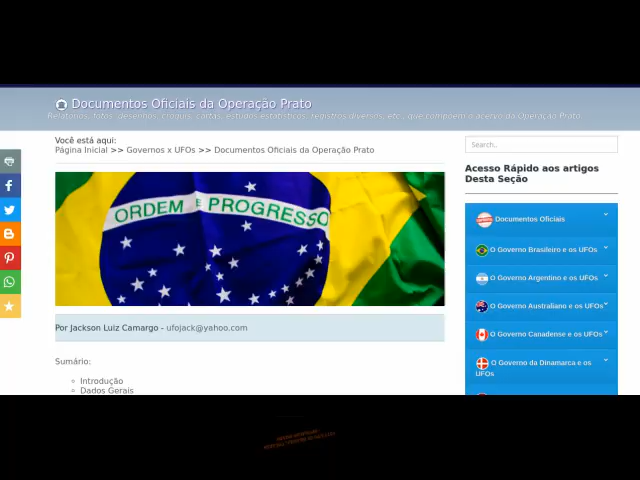 Documentos Oficiais da Operação Prato
Relatórios, fotos, desenhos, croquis, cartas, estudos estatísticos, registros diversos, etc., que compõem o acervo da Operação Prato.
Você está aqui:
Página Inicial >> Governos x UFOs >> Documentos Oficiais da Operação Prato
ORDEM E PROGRESSO
Por Jackson Luiz Camargo - ufojack@yahoo.com
Sumário:
Introdução
Dados Gerais
Search..
Acesso Rápido aos artigos
Desta Seção
Documentos Oficiais
O Governo Brasileiro e os UFOs
O Governo Argentino e os UFOs
O Governo Australiano e os UFOs
O Governo Canadense e os UFOs
O Governo da Dinamarca e os
UFOs